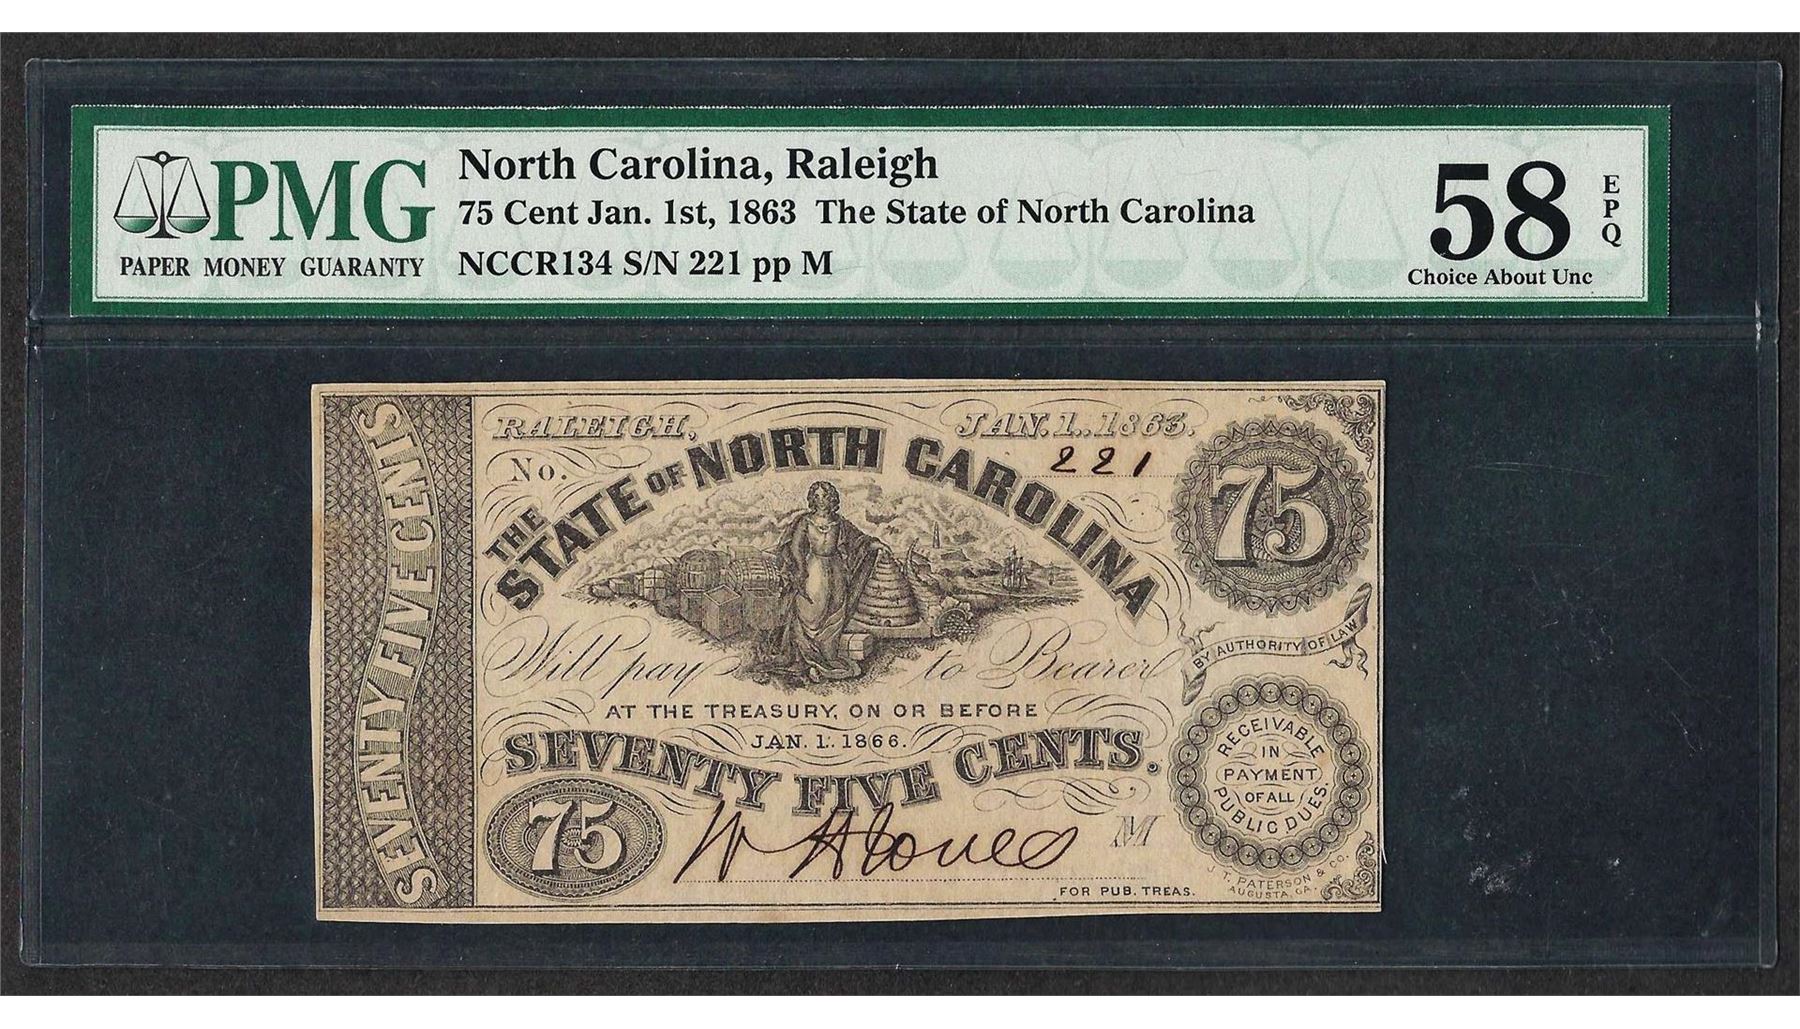 PMG
PAPER MONEY GUARANTY
North Carolina, Raleigh
75 Cent Jan. 1st, 1863 The State of North Carolina
NCCR134 S/N 221 pp M
58
EPQ
Choice About Unc
SEVENTY FIVE CENTS
RALEIGH, JAN. 1.. 1863.
No. 221
THE STATE OF NORTH CAROLINA
75
Will pay to Bearer
BY AUTHORITY OF LAW
AT THE TREASURY, ON OR BEFORE
JAN. 1.. 1866.
SEVENTY FIVE CENTS.
RECEIVABLE
IN
PAYMENT
OF ALL
PUBLIC DUES.
75
M
FOR PUB. TREAS.
J. T. PATERSON & CO.
AUGUSTA, GA.